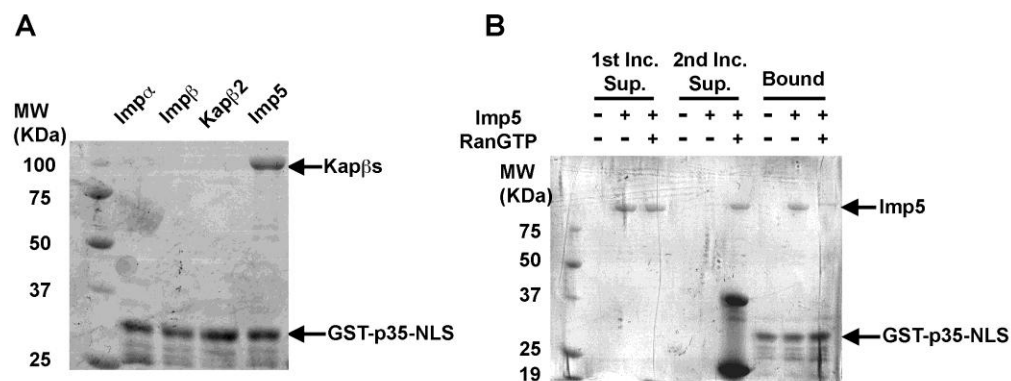 A
Impα Impβ Kapβ2 Imp5
MW
(KDa)
100
75
50
37
25
Kapβs
GST-p35-NLS
B
1st Inc. 2nd Inc.
Sup. Sup. Bound
Imp5 - + + - + + - + +
RanGTP - - + - - + - - +
MW
(KDa)
75
50
37
25
19
Imp5
GST-p35-NLS